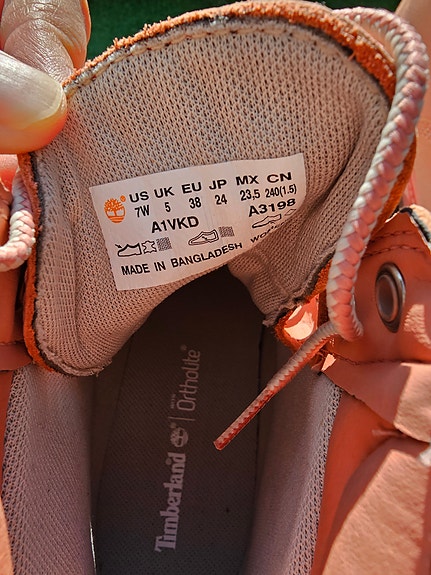 US UK EU JP MX CN
7W 5 38 24 23,5 240(1.5)
A1VKD A3198
MADE IN BANGLADESH
Timberland | OrthoLite